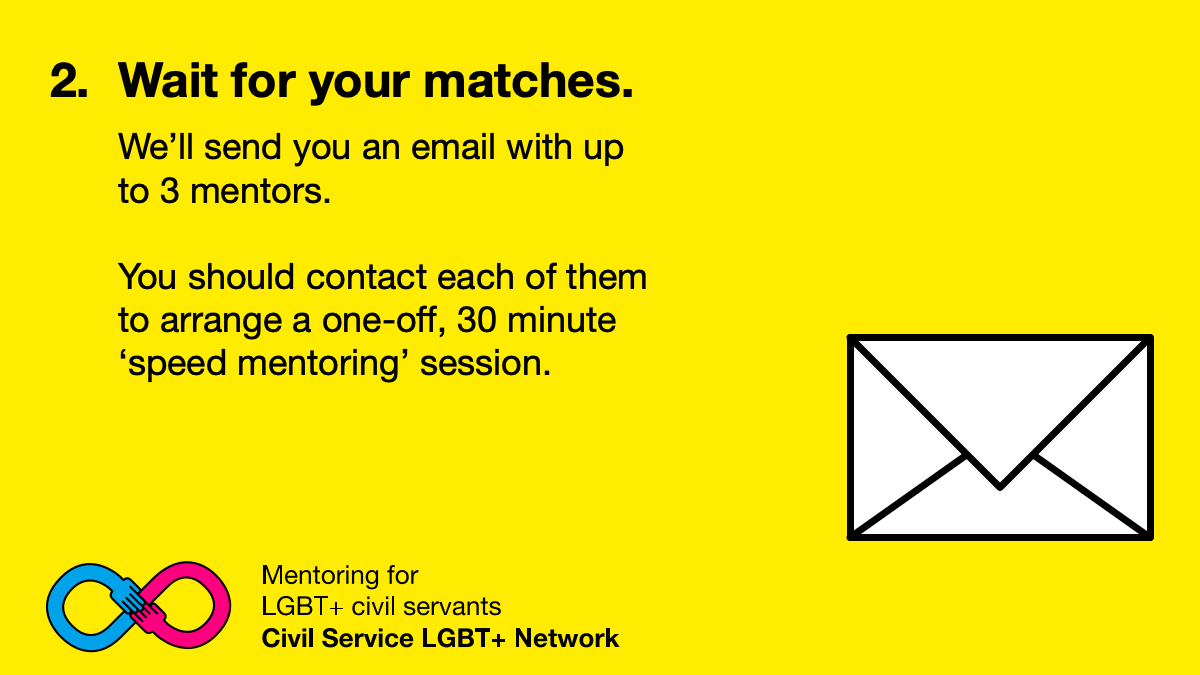 2. Wait for your matches.
We’ll send you an email with up
to 3 mentors.
You should contact each of them
to arrange a one-off, 30 minute
‘speed mentoring’ session.
Mentoring for
LGBT+ civil servants
Civil Service LGBT+ Network